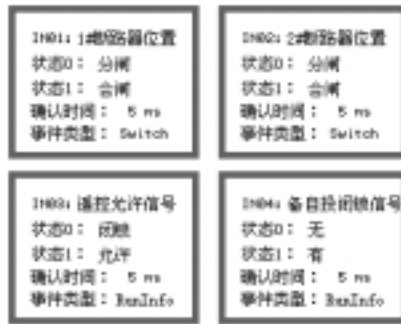 IN01: 1#断路器位置
状态0: 分闸
状态1: 合闸
确认时间: 5 ms
事件类型: Switch
IN02: 2#断路器位置
状态0: 分闸
状态1: 合闸
确认时间: 5 ms
事件类型: Switch
IN03: 遥控允许信号
状态0: 闭锁
状态1: 允许
确认时间: 5 ms
事件类型: RunInfo
IN04: 备自投闭锁信号
状态0: 无
状态1: 有
确认时间: 5 ms
事件类型: RunInfo